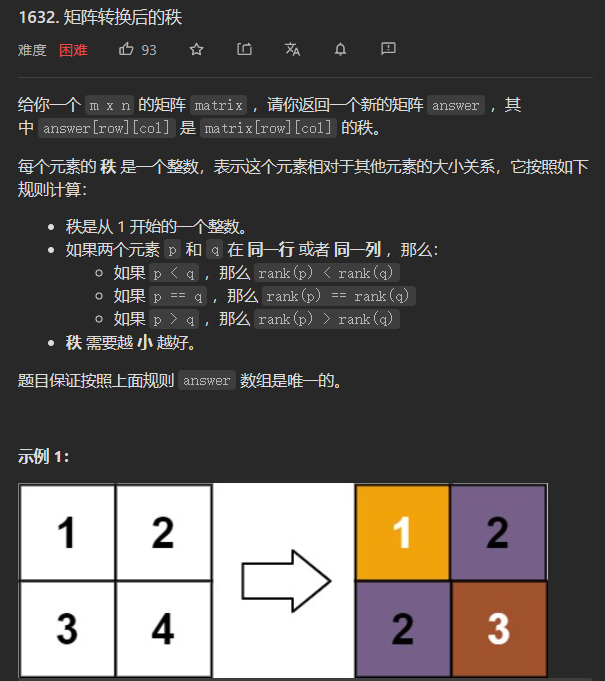 1632. 矩阵转换后的秩
难度 困难 93
给你一个 m x n 的矩阵 matrix ，请你返回一个新的矩阵 answer ，其
中 answer[row][col] 是 matrix[row][col] 的秩。
每个元素的 秩 是一个整数，表示这个元素相对于其他元素的大小关系，它按照如下
规则计算：
秩是从 1 开始的一个整数。
如果两个元素 p 和 q 在 同一行 或者 同一列 ，那么：
如果 p < q ，那么 rank(p) < rank(q)
如果 p == q ，那么 rank(p) == rank(q)
如果 p > q ，那么 rank(p) > rank(q)
秩 需要越 小 越好。
题目保证按照上面规则 answer 数组是唯一的。
示例 1：
1 2 1 2
3 4 2 3